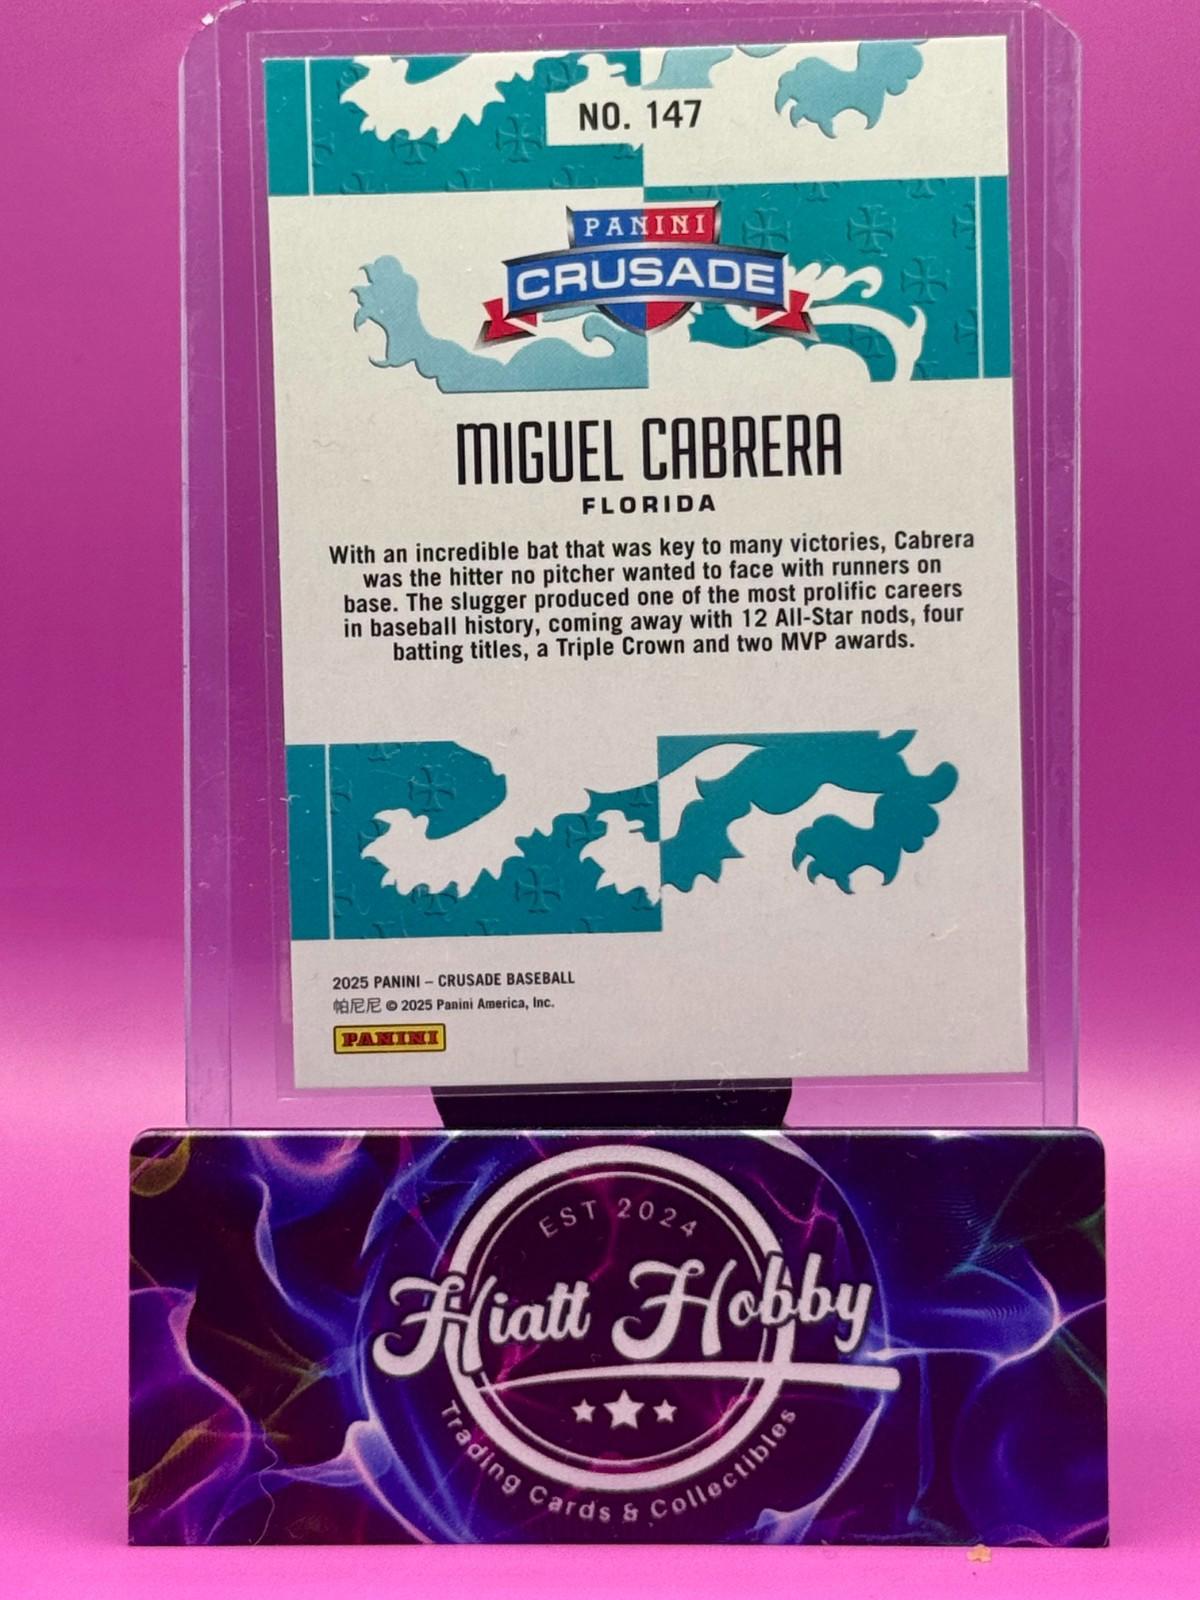 NO. 147
PANINI
CRUSADE
MIGUEL CABRERA
FLORIDA
With an incredible bat that was key to many victories, Cabrera
was the hitter no pitcher wanted to face with runners on
base. The slugger produced one of the most prolific careers
in baseball history, coming away with 12 All-Star nods, four
batting titles, a Triple Crown and two MVP awards.
2025 PANINI – CRUSADE BASEBALL
帕尼尼 © 2025 Panini America, Inc.
PANINI
EST 2024
Hiatt Hobby
Trading Cards & Collectibles